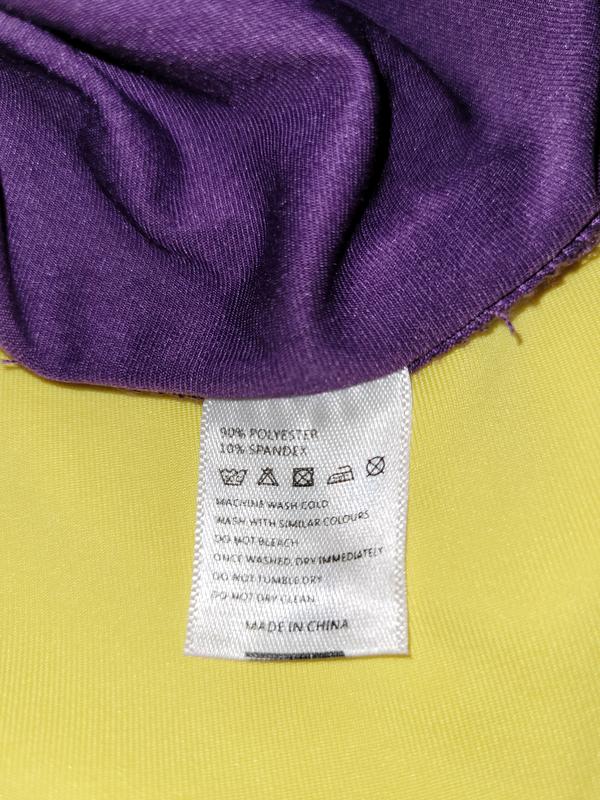 90% POLYESTER
10% SPANDEX
MACHINE WASH COLD
WASH WITH SIMILAR COLOURS
DO NOT BLEACH
ONCE WASHED, DRY IMMEDIATELY
DO NOT TUMBLE DRY
DO NOT DRY CLEAN
MADE IN CHINA